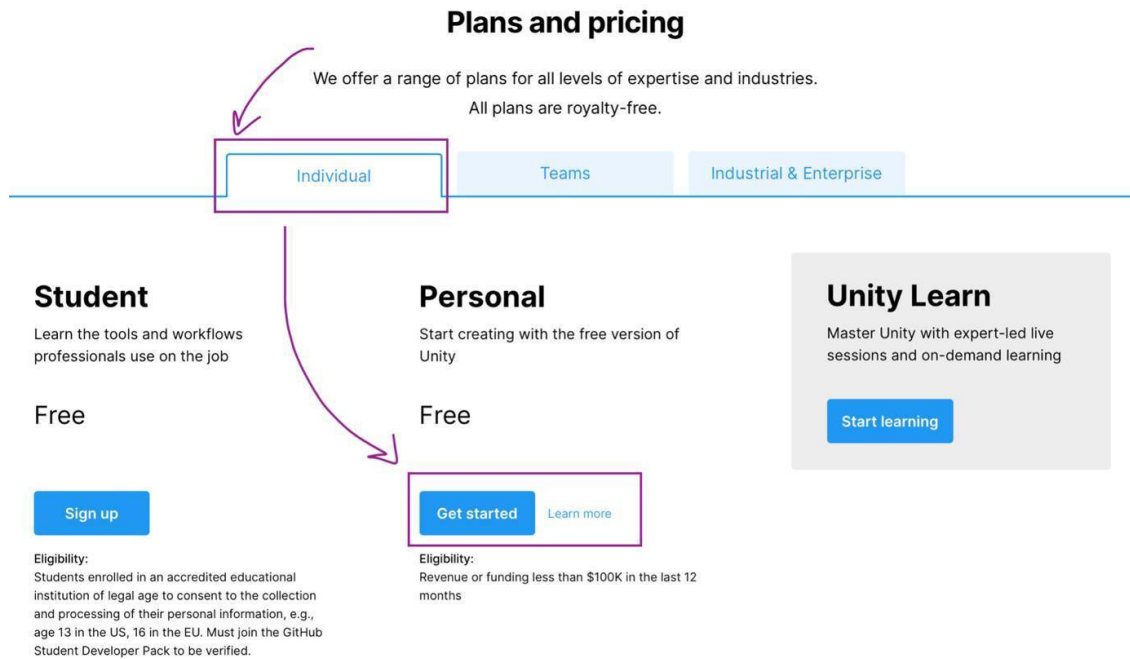 Plans and pricing
We offer a range of plans for all levels of expertise and industries.
All plans are royalty-free.
Individual
Teams
Industrial & Enterprise
Student
Learn the tools and workflows
professionals use on the job
Free
Sign up
Eligibility:
Students enrolled in an accredited educational
institution of legal age to consent to the collection
and processing of their personal information, e.g.,
age 13 in the US, 16 in the EU. Must join the GitHub
Student Developer Pack to be verified.
Personal
Start creating with the free version of
Unity
Free
Get started
Learn more
Eligibility:
Revenue or funding less than $100K in the last 12
months
Unity Learn
Master Unity with expert-led live
sessions and on-demand learning
Start learning